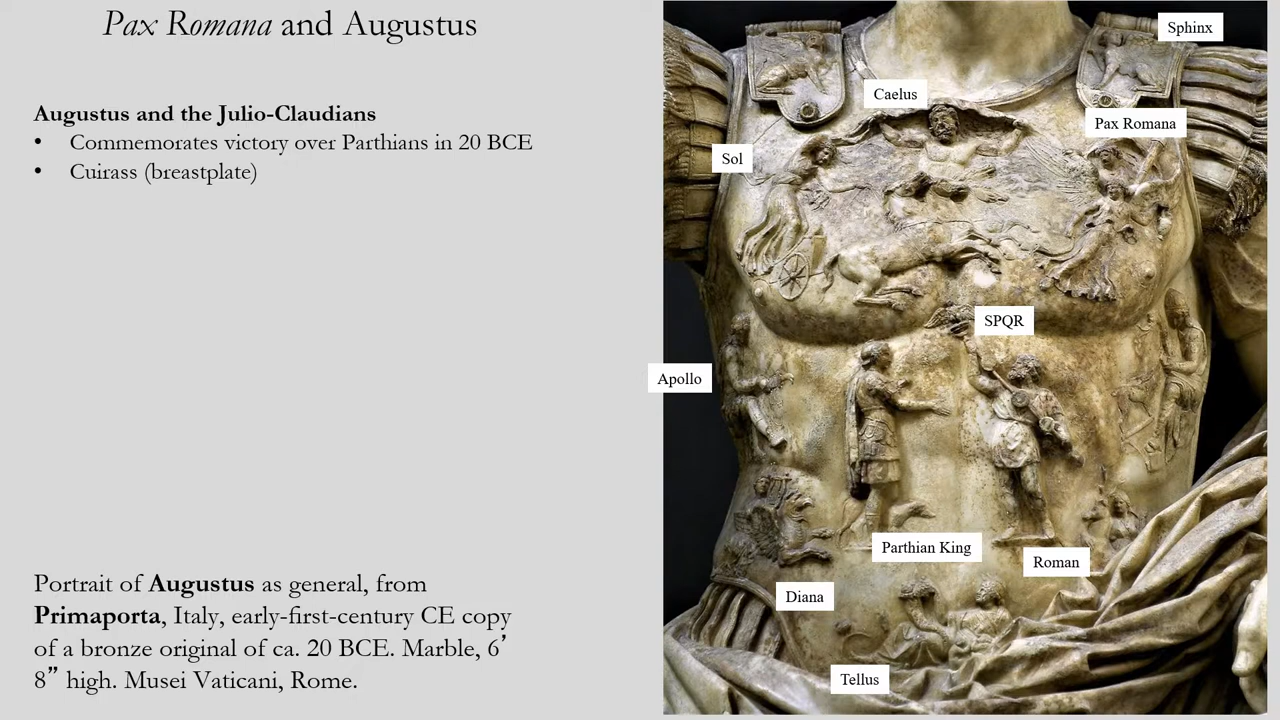 Pax Romana and Augustus
Augustus and the Julio-Claudians
• Commemorates victory over Parthians in 20 BCE
• Cuirass (breastplate)
Portrait of Augustus as general, from
Primaporta, Italy, early-first-century CE copy
of a bronze original of ca. 20 BCE. Marble, 6’
8” high. Musei Vaticani, Rome.
Sphinx
Caelus
Pax Romana
Sol
SPQR
Apollo
Parthian King
Roman
Diana
Tellus